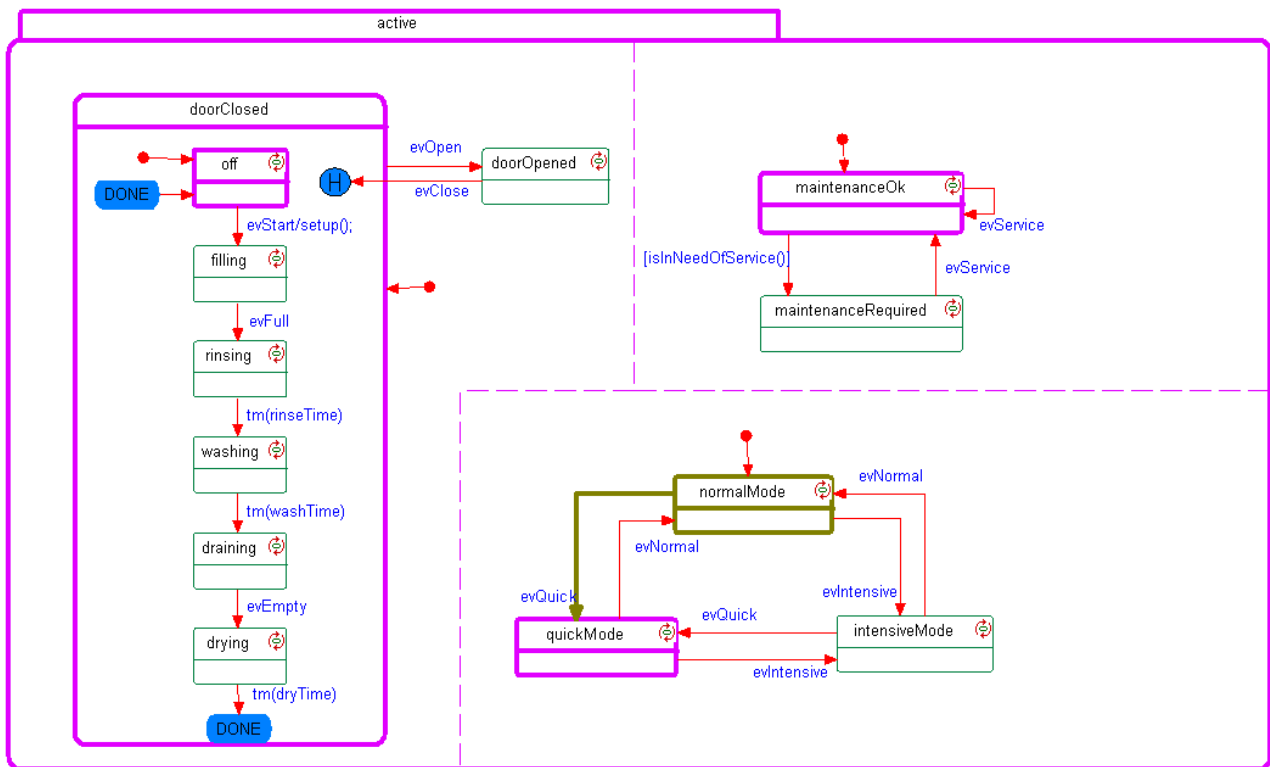 active
doorClosed
off
DONE
evStart/setup();
filling
evFull
rinsing
tm(rinseTime)
washing
tm(washTime)
draining
evEmpty
drying
tm(dryTime)
DONE
H
evOpen
evClose
doorOpened
maintenanceOk
evService
[isInNeedOfService()]
evService
maintenanceRequired
normalMode
evNormal
evNormal
evQuick
evQuick
evIntensive
quickMode
intensiveMode
evIntensive